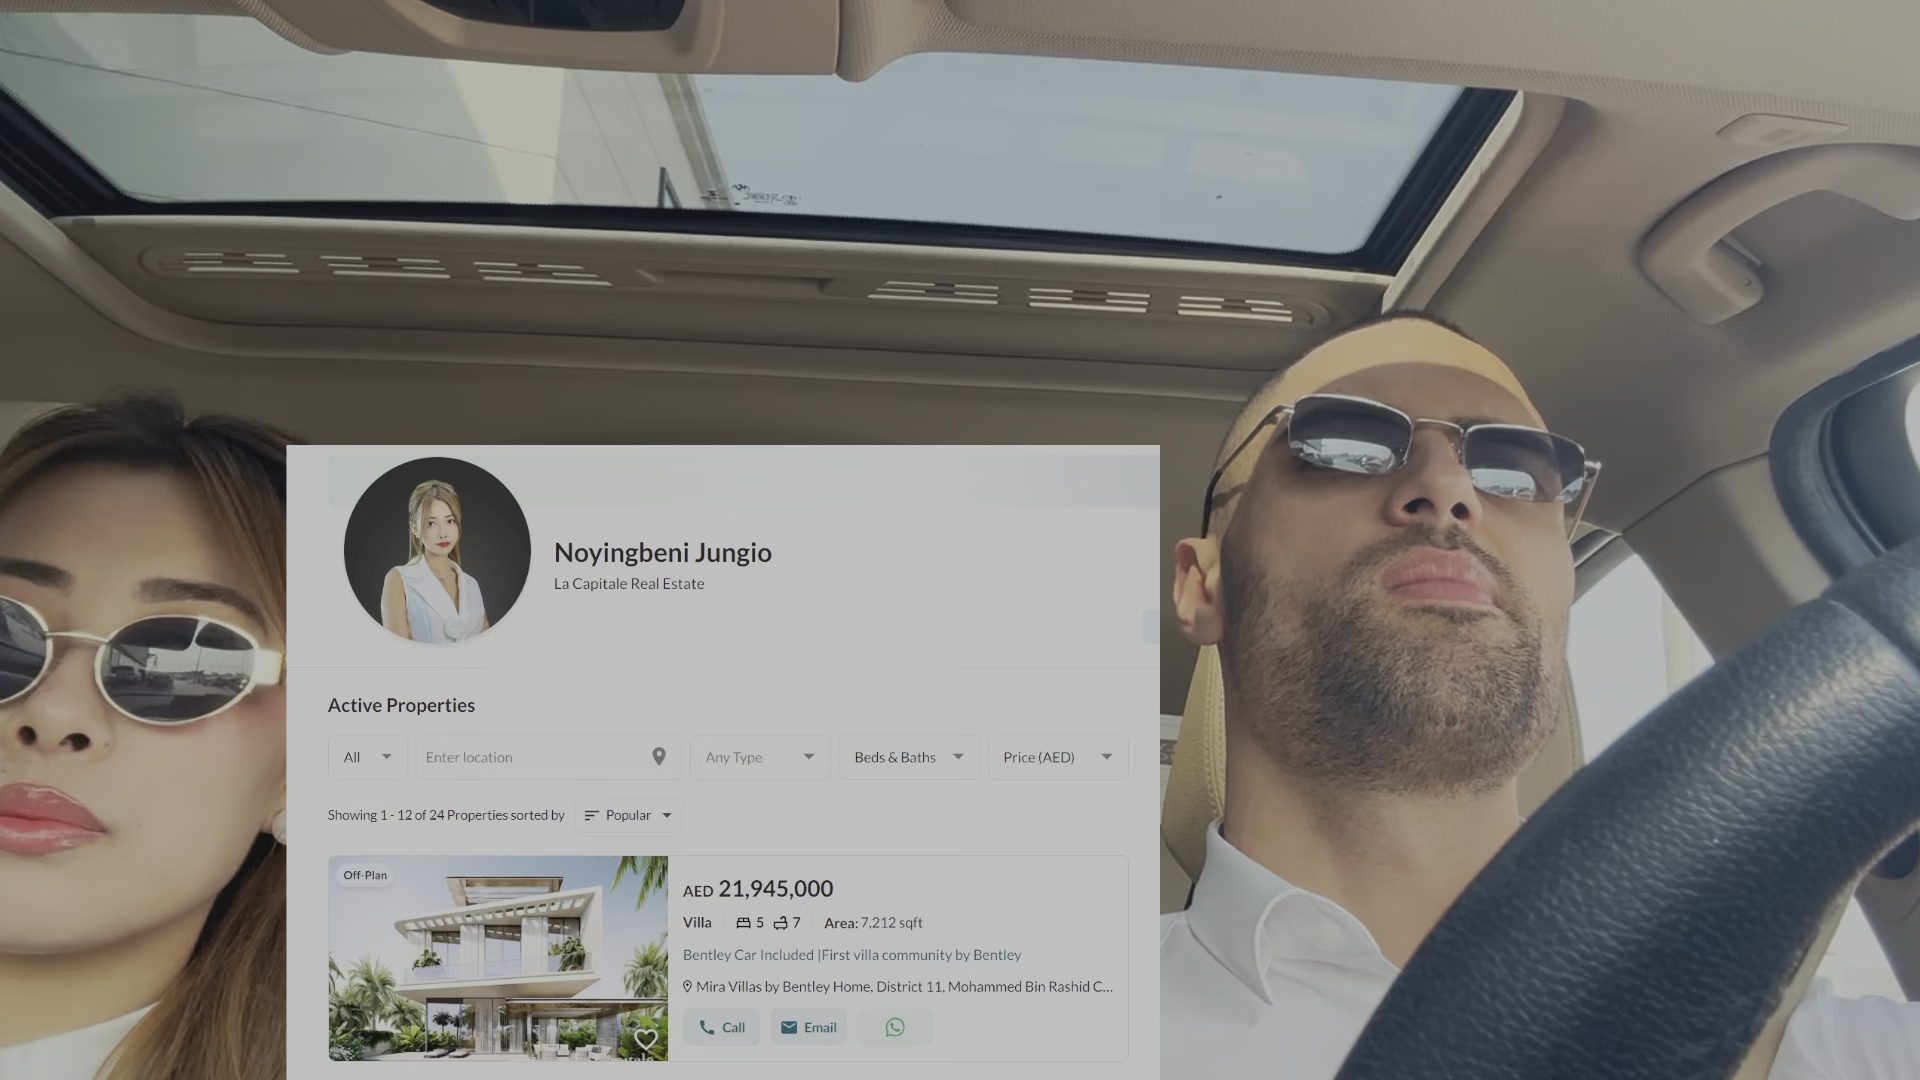 Noyingbeni Jungio
La Capitale Real Estate
Active Properties
All Enter location Any Type Beds & Baths Price (AED)
Showing 1 - 12 of 24 Properties sorted by Popular
Off-Plan
AED 21,945,000
Villa 5 7 Area: 7,212 sqft
Bentley Car Included |First villa community by Bentley
Mira Villas by Bentley Home, District 11, Mohammed Bin Rashid C...
Call Email